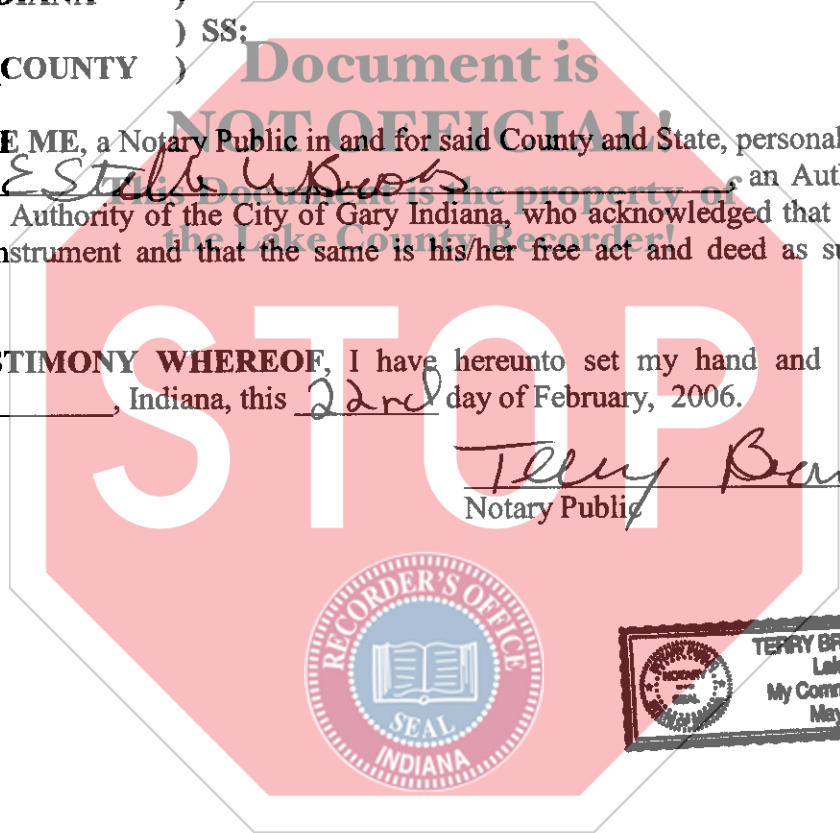 DIANA )
) SS:
COUNTY )
Document is
NOT OFFICIAL!
E ME, a Notary Public in and for said County and State, personal
This Document is the property of
, an Aut
Authority of the City of Gary Indiana, who acknowledged that
the Lake County Recorder!
nstrument and that the same is his/her free act and deed as su
STOP
STIMONY WHEREOF, I have hereunto set my hand and
, Indiana, this 22nd day of February, 2006.
Terry
Notary Public
RECORDER'S OFFICE
SEAL
INDIANA
TERRY BR
NOTARY
SEAL
Lak
My Comm
May